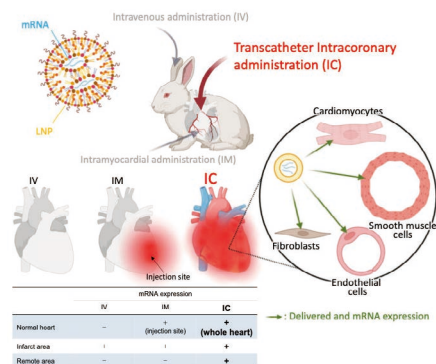 Intravenous administration (IV)
mRNA
Transcatheter Intracoronary
administration (IC)
LNP
Cardiomyocytes
Intramyocardial administration (IM)
IV
IM
IC
Smooth muscle
cells
Fibroblasts
Endothelial
cells
Injection site
mRNA expression
IV IM IC
Normal heart – + +
(injection site) (whole heart)
Infarct area +
Remote area – – +
: Delivered and mRNA expression